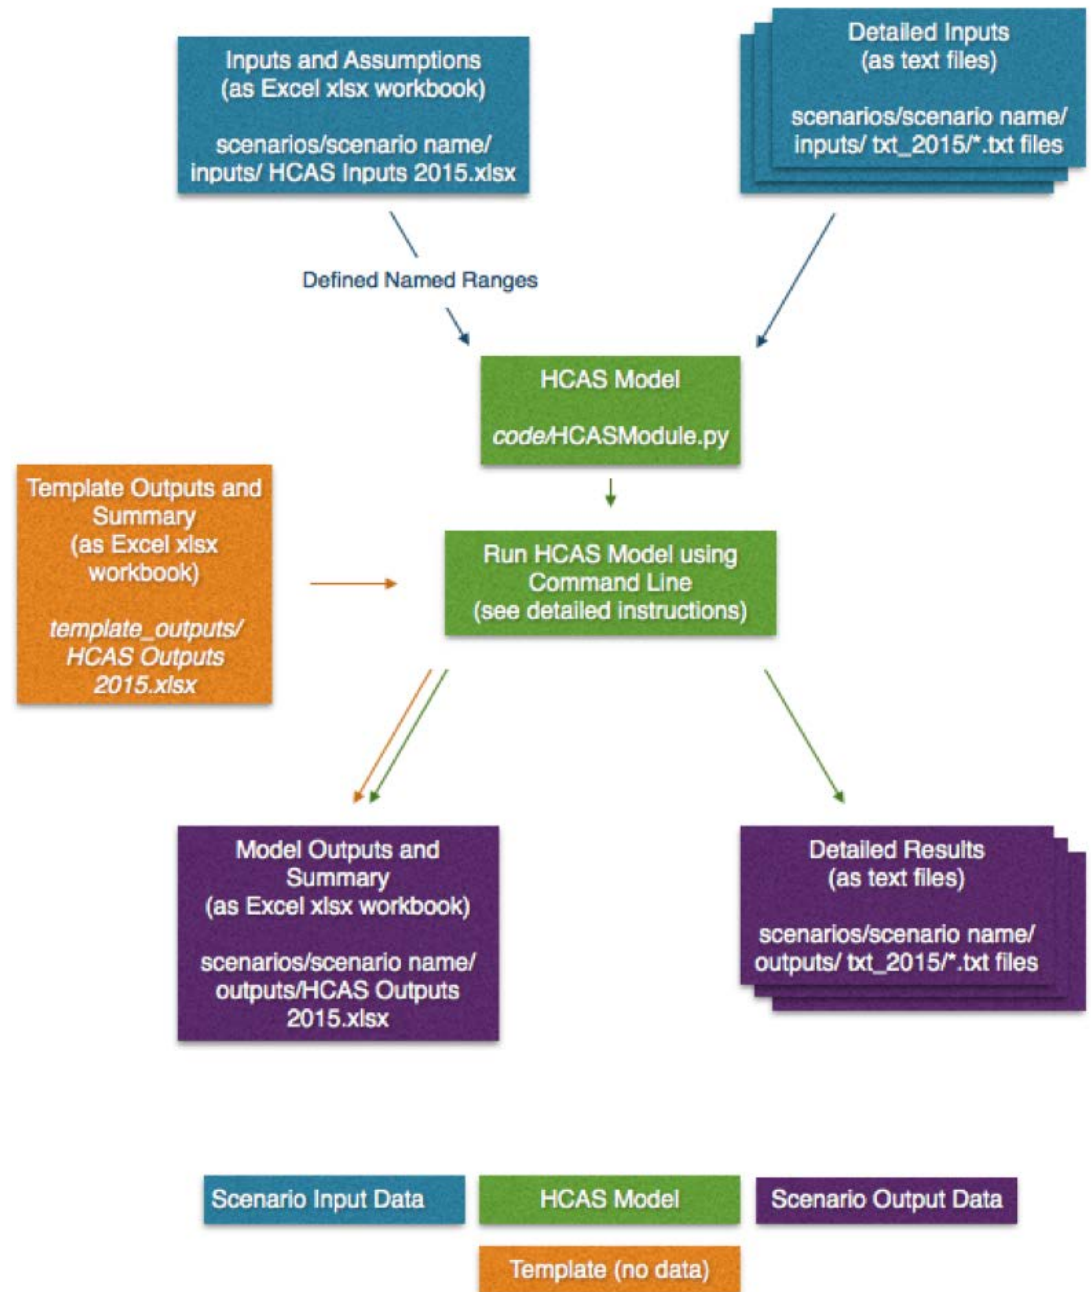 Inputs and Assumptions
(as Excel xlsx workbook)
scenarios/scenario name/
inputs/ HCAS Inputs 2015.xlsx
Detailed Inputs
(as text files)
scenarios/scenario name/
inputs/ txt_2015/*.txt files
Defined Named Ranges
HCAS Model
code/HCASModule.py
Template Outputs and
Summary
(as Excel xlsx
workbook)
template_outputs/
HCAS Outputs
2015.xlsx
Run HCAS Model using
Command Line
(see detailed instructions)
Model Outputs and
Summary
(as Excel xlsx workbook)
scenarios/scenario name/
outputs/HCAS Outputs
2015.xlsx
Detailed Results
(as text files)
scenarios/scenario name/
outputs/ txt_2015/*.txt files
Scenario Input Data
HCAS Model
Scenario Output Data
Template (no data)